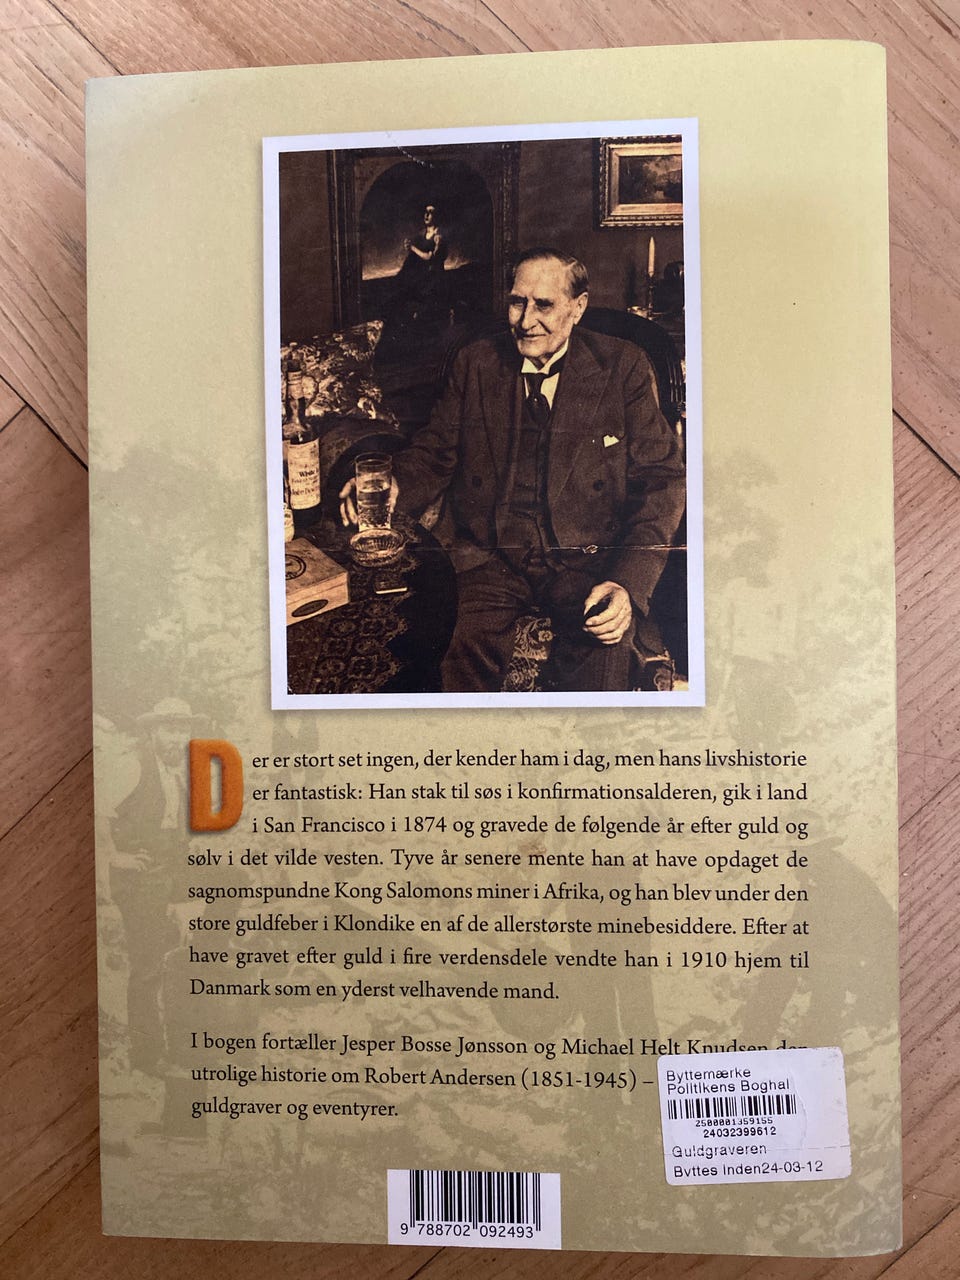 Der er stort set ingen, der kender ham i dag, men hans livshistorie
er fantastisk: Han stak til søs i konfirmationsalderen, gik i land
i San Francisco i 1874 og gravede de følgende år efter guld og
sølv i det vilde vesten. Tyve år senere mente han at have opdaget de
sagnomspundne Kong Salomons miner i Afrika, og han blev under den
store guldfeber i Klondike en af de allerstørste minebesiddere. Efter at
have gravet efter guld i fire verdensdele vendte han i 1910 hjem til
Danmark som en yderst velhavende mand.
I bogen fortæller Jesper Bosse Jønsson og Michael Helt Knudsen den
utrolige historie om Robert Andersen (1851-1945) –
guldgraver og eventyrer.
Byttemærke
Politikens Boghal
2500001359155
24032399612
Guldgraveren
Byttes Inden24-03-12
9 788702 092493